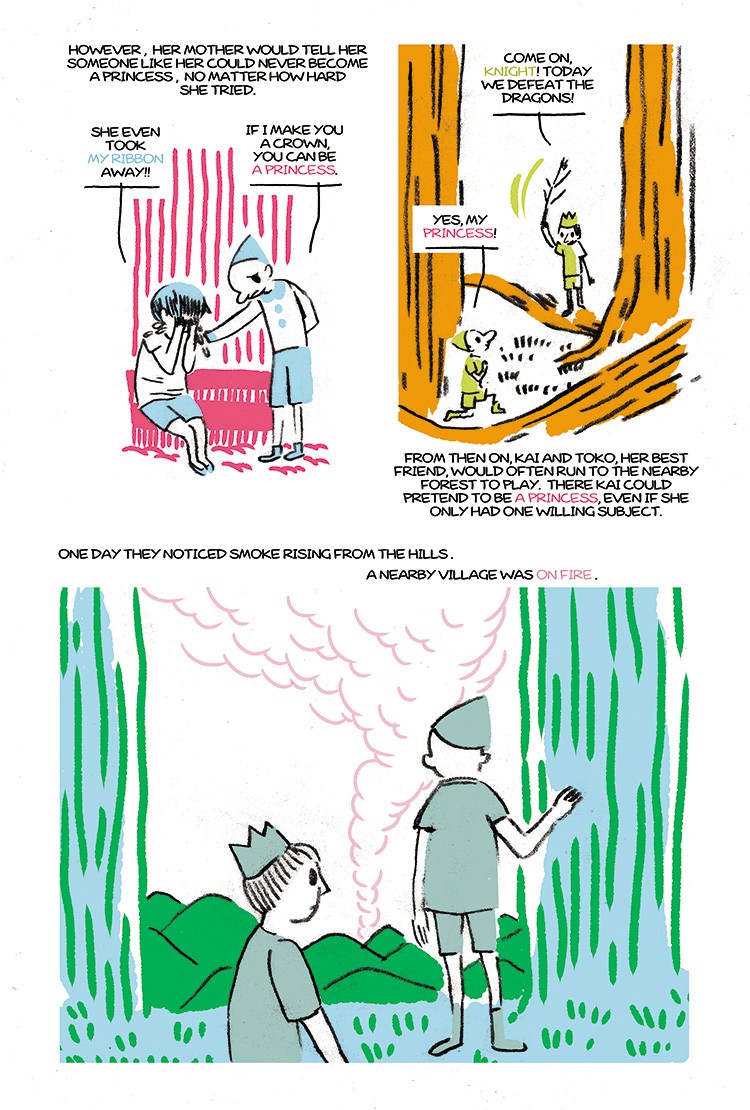 HOWEVER, HER MOTHER WOULD TELL HER
SOMEONE LIKE HER COULD NEVER BECOME
A PRINCESS, NO MATTER HOW HARD
SHE TRIED.
SHE EVEN
TOOK
MY RIBBON
AWAY!!
IF I MAKE YOU
A CROWN,
YOU CAN BE
A PRINCESS.
COME ON,
KNIGHT! TODAY
WE DEFEAT THE
DRAGONS!
YES, MY
PRINCESS!
FROM THEN ON, KAI AND TOKO, HER BEST
FRIEND, WOULD OFTEN RUN TO THE NEARBY
FOREST TO PLAY. THERE KAI COULD
PRETEND TO BE A PRINCESS, EVEN IF SHE
ONLY HAD ONE WILLING SUBJECT.
ONE DAY THEY NOTICED SMOKE RISING FROM THE HILLS.
A NEARBY VILLAGE WAS ON FIRE.